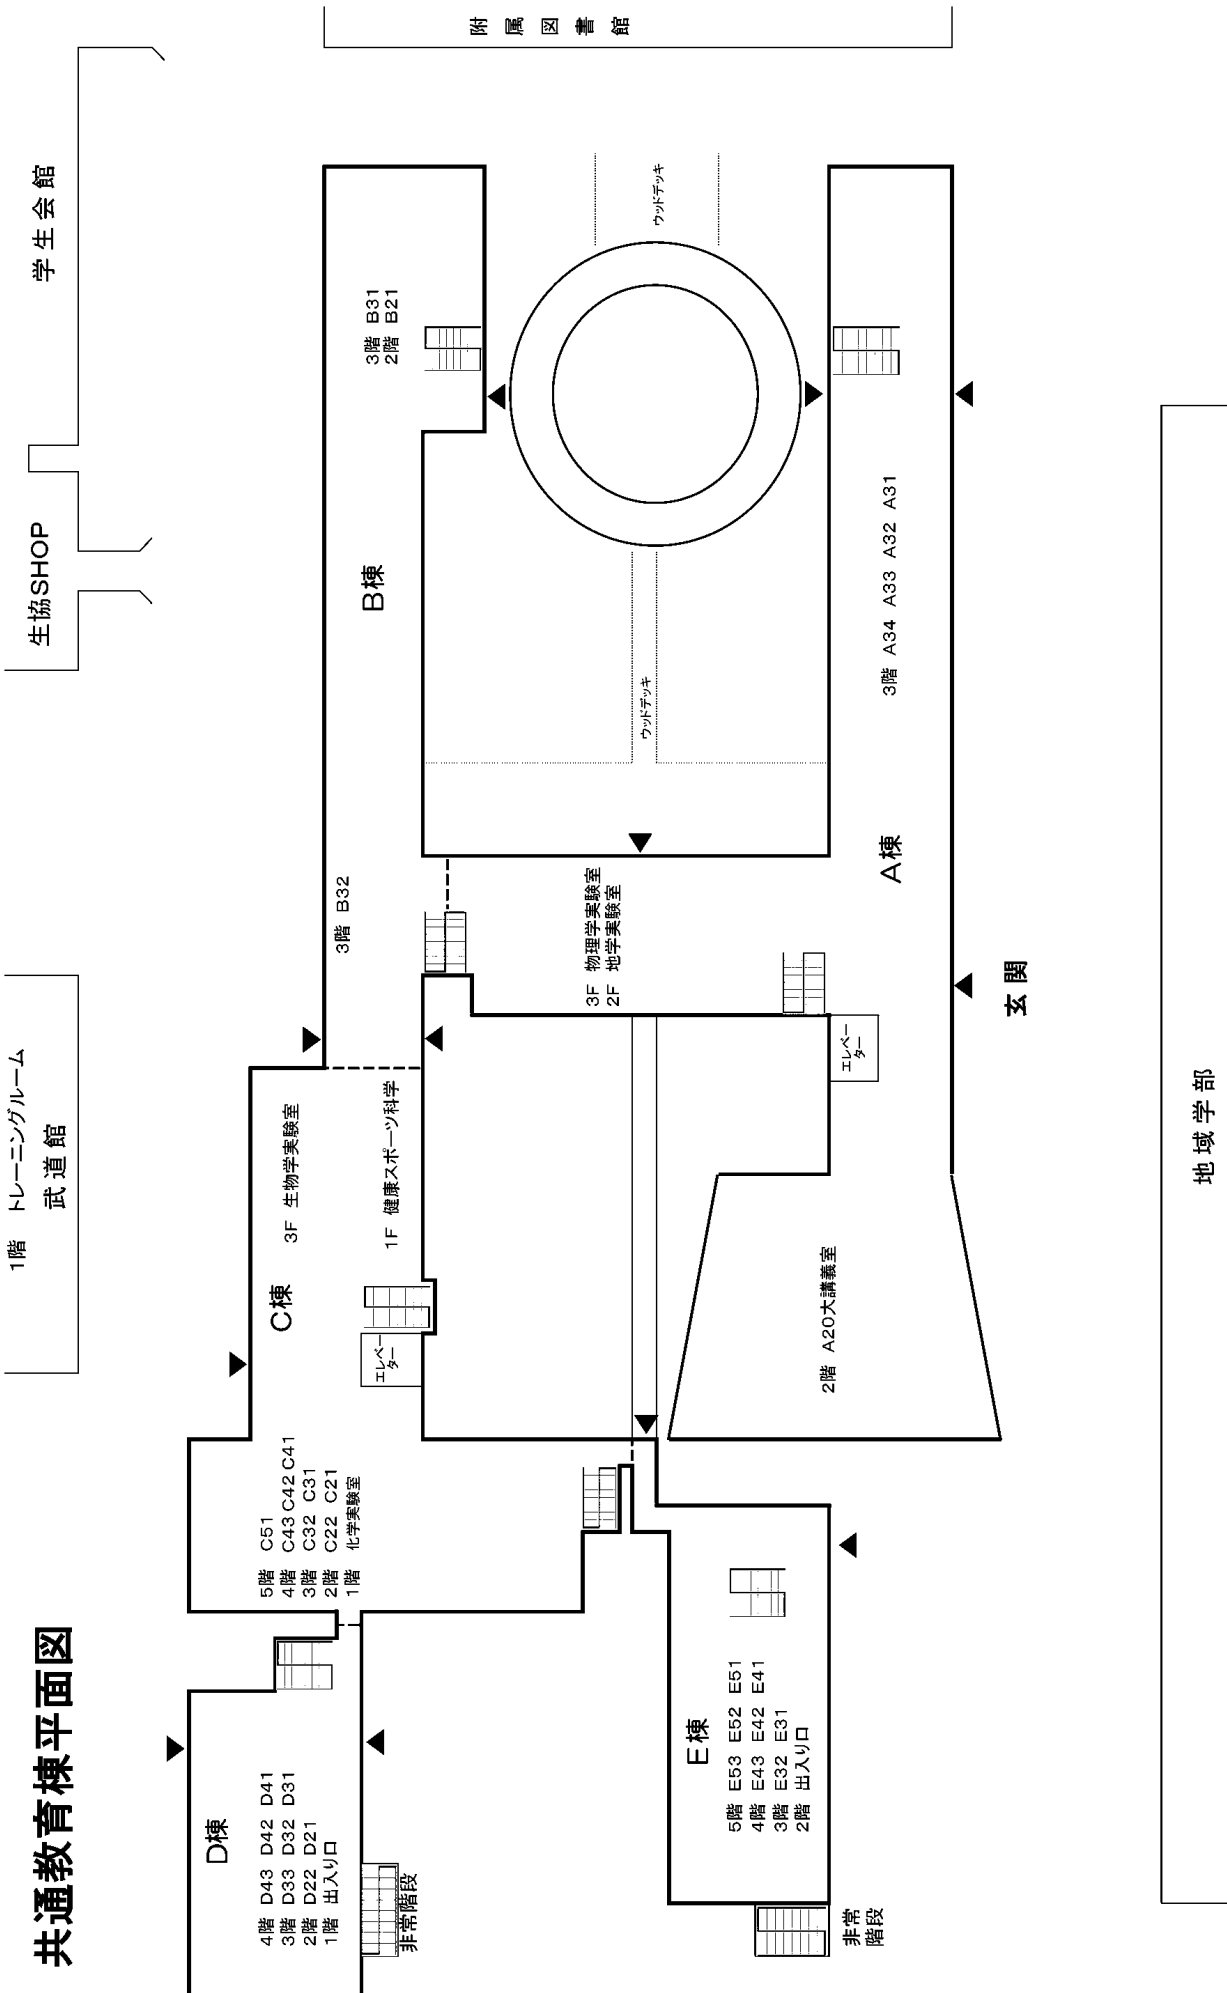 共通教育棟平面図
1階 トレーニングルーム
武道館
生協SHOP
学生会館
附属図書館
D棟
4階 D43 D42 D41
3階 D33 D32 D31
2階 D22 D21
1階 出入り口
非常階段
C棟
5階 C51
4階 C43 C42 C41
3階 C32 C31
2階 C22 C21
1階 化学実験室
3F 生物学実験室
1F 健康スポーツ科学
エレベー
ター
B棟
3階 B32
3階 B31
2階 B21
3F 物理学実験室
2F 地学実験室
ウッドデッキ
ウッドデッキ
E棟
5階 E53 E52 E51
4階 E43 E42 E41
3階 E32 E31
2階 出入り口
非常
階段
2階 A20大講義室
エレベー
ター
A棟
3階 A34 A33 A32 A31
玄関
地域学部